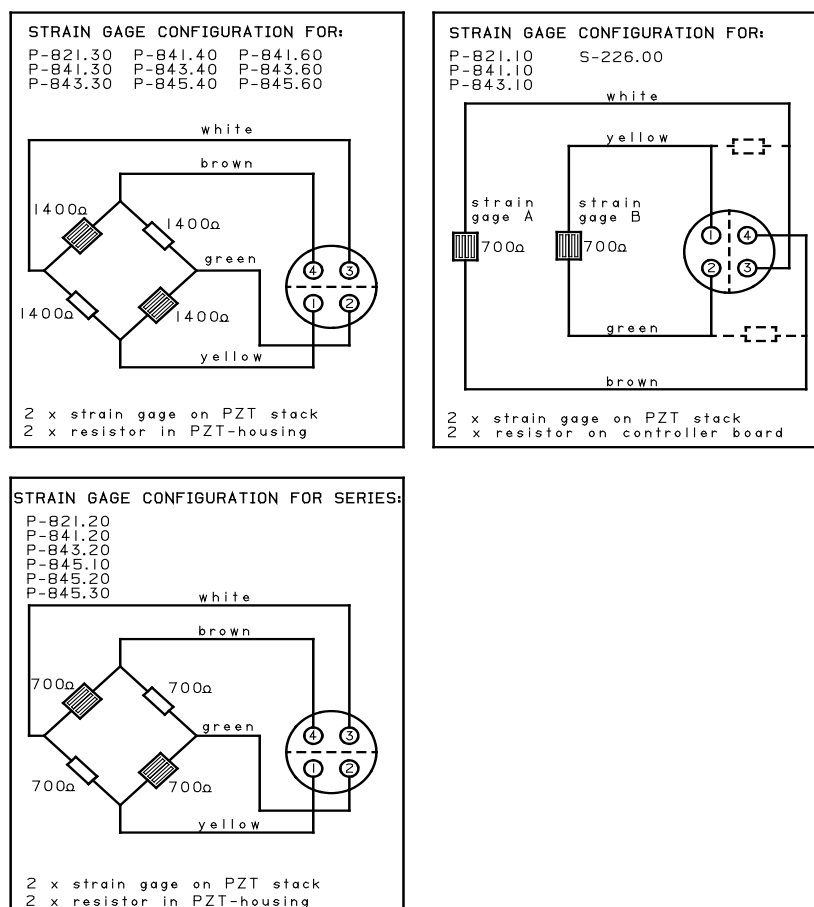 STRAIN GAGE CONFIGURATION FOR:
P-821.30 P-841.40 P-841.60
P-841.30 P-843.40 P-843.60
P-843.30 P-845.40 P-845.60
white
brown
1400Ω
1400Ω
green
4 3
1 2
1400Ω
1400Ω
yellow
2 x strain gage on PZT stack
2 x resistor in PZT-housing
STRAIN GAGE CONFIGURATION FOR:
P-821.10 S-226.00
P-841.10
P-843.10
white
yellow
strain
gage A
strain
gage B
700Ω
700Ω
1 4
2 3
green
brown
2 x strain gage on PZT stack
2 x resistor on controller board
STRAIN GAGE CONFIGURATION FOR SERIES:
P-821.20
P-841.20
P-843.20
P-845.10
P-845.20
P-845.30
white
brown
700Ω
700Ω
green
4 3
1 2
700Ω
700Ω
yellow
2 x strain gage on PZT stack
2 x resistor in PZT-housing